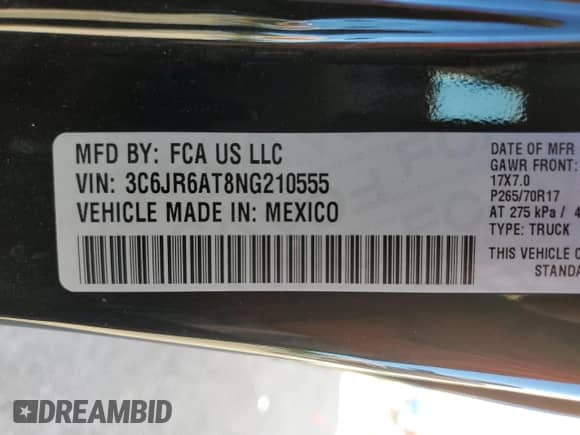 MFD BY: FCA US LLC
VIN: 3C6JR6AT8NG210555
VEHICLE MADE IN: MEXICO
DATE OF MFR
GAWR FRONT:
17X7.0
P265/70R17
AT 275 kPa / 4
TYPE: TRUCK
THIS VEHICLE C
STANDA
DREAMBID